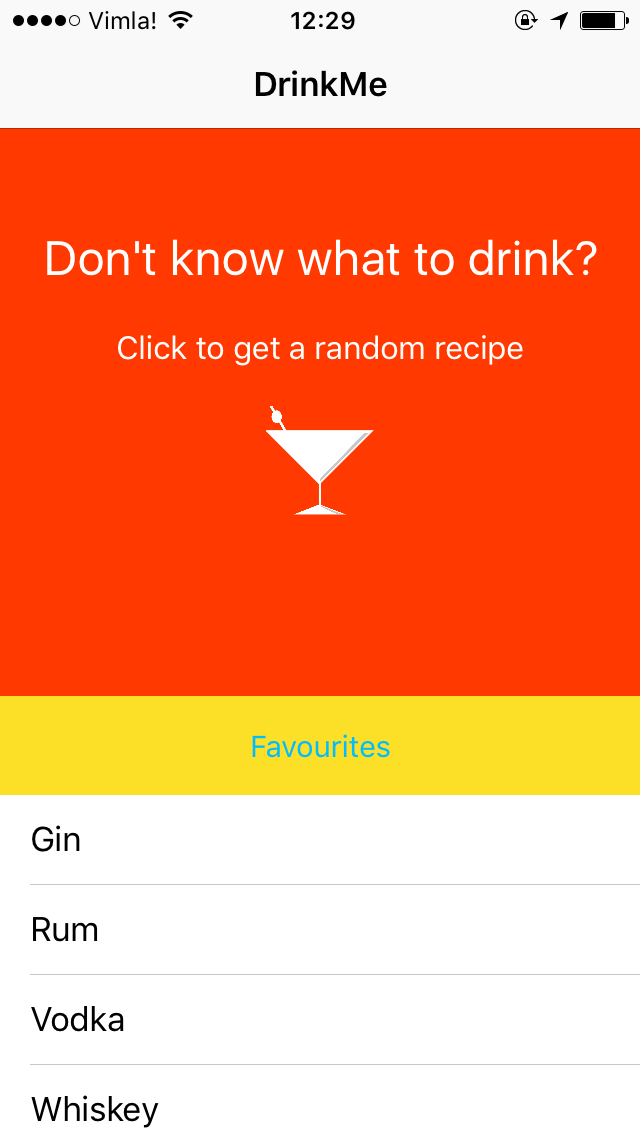 Vimla! 12:29
DrinkMe
Don't know what to drink?
Click to get a random recipe
Favourites
Gin
Rum
Vodka
Whiskey